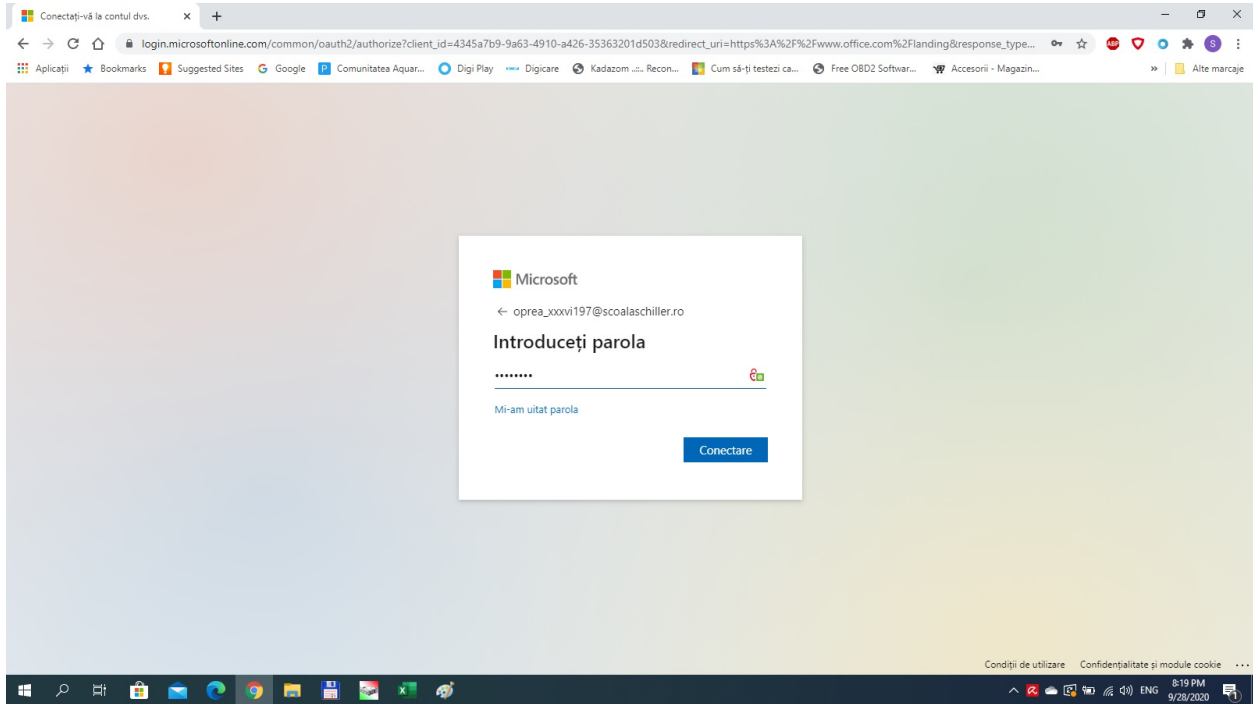 Conectați-vă la contul dvs.
login.microsoftonline.com/common/oauth2/authorize?client_id=4345a7b9-9a63-4910-a426-35363201d503&redirect_uri=https%3A%2F%2Fwww.office.com%2Flanding&response_type...
ABP
S
Aplicații Bookmarks Suggested Sites Google Comunitatea Aquar... Digi Play Digicare Kadazom ..::.. Recon... Cum să-ți testezi ca... Free OBD2 Softwar... Accesorii - Magazin... » Alte marcaje
Microsoft
oprea_xxxvi197@scoalaschiller.ro
Introduceți parola
••••••••
Mi-am uitat parola
Conectare
Condiții de utilizare Confidențialitate și module cookie ...
ENG
8:19 PM
9/28/2020